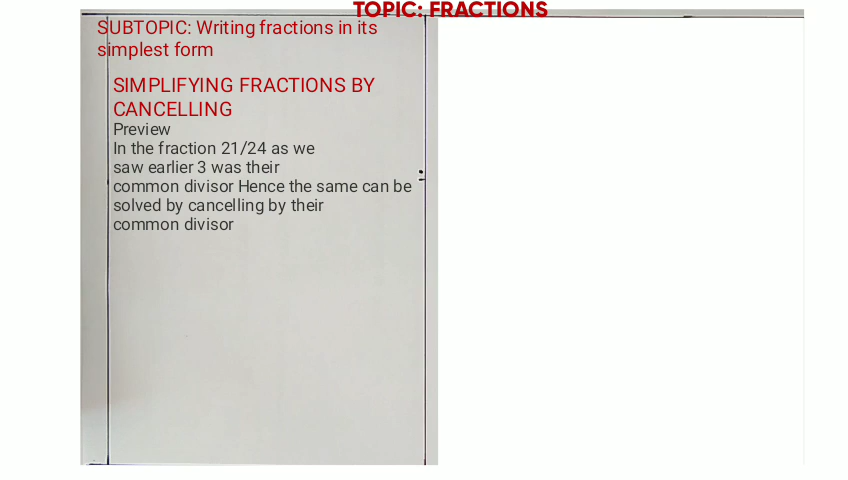 TOPIC: FRACTIONS
SUBTOPIC: Writing fractions in its
simplest form
SIMPLIFYING FRACTIONS BY
CANCELLING
Preview
In the fraction 21/24 as we
saw earlier 3 was their
common divisor Hence the same can be
solved by cancelling by their
common divisor